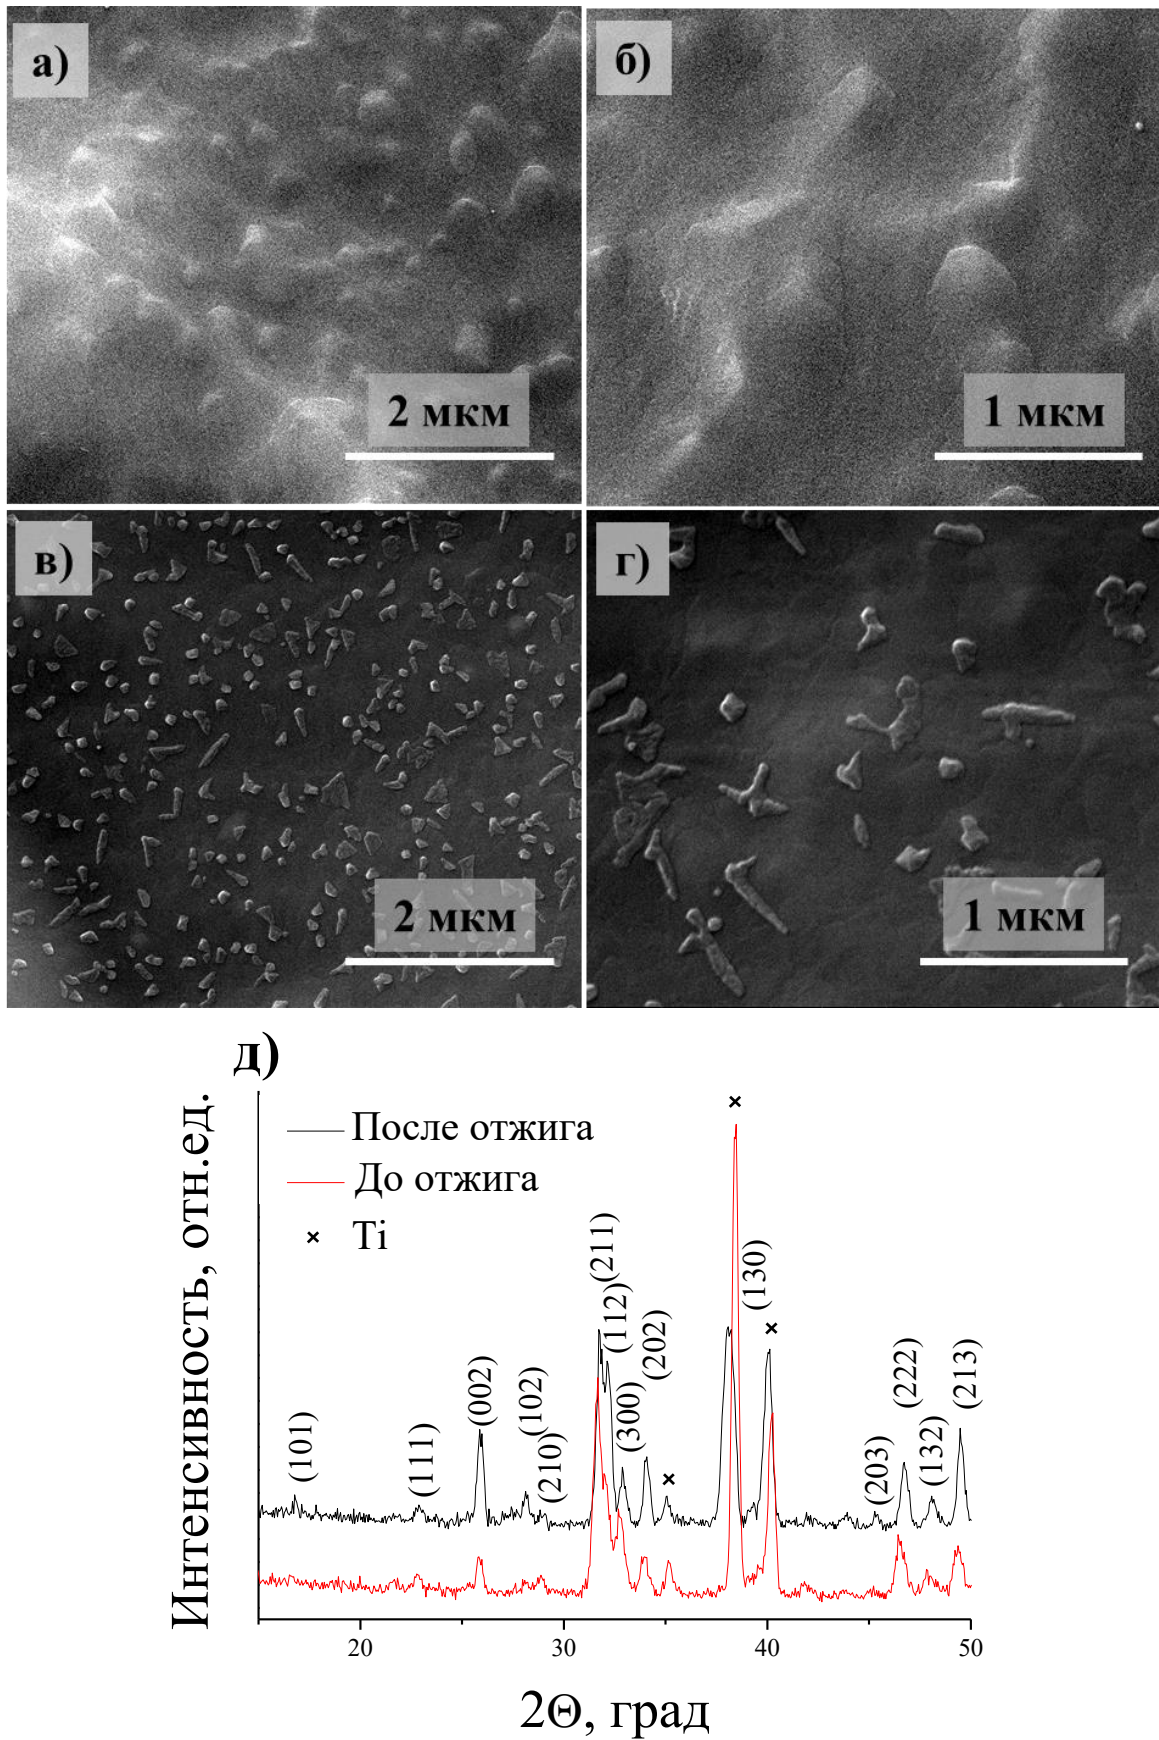 а)
б)
2 мкм
1 мкм
в)
г)
2 мкм
1 мкм
д)
Интенсивность, отн.ед.
После отжига
До отжига
× Ti
(101)
(111)
(002)
(102)
(210)
(211)
(112)
(300)
(202)
×
×
(130)
×
(203)
(222)
(132)
(213)
20 30 40 50
2Θ, град